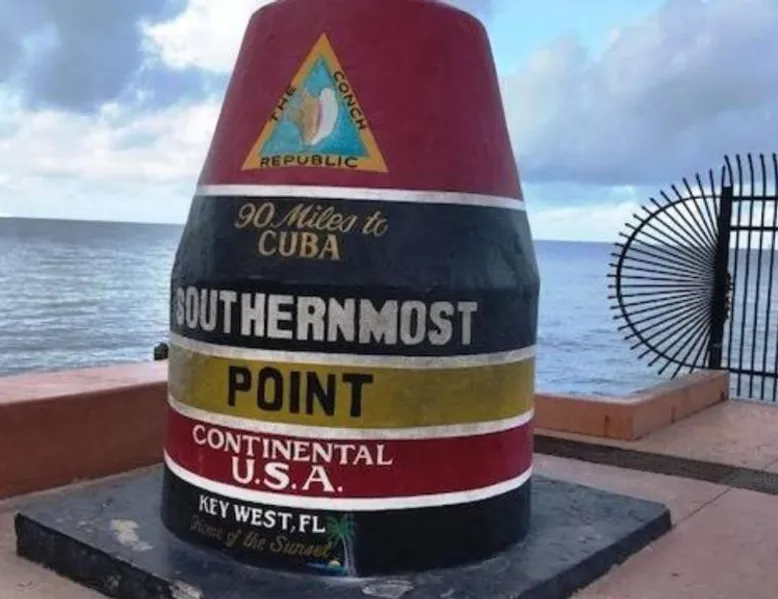 THE CONCH
REPUBLIC
90 Miles to
CUBA
SOUTHERNMOST
POINT
CONTINENTAL
U.S.A.
KEY WEST, FL
Home of the Sunset